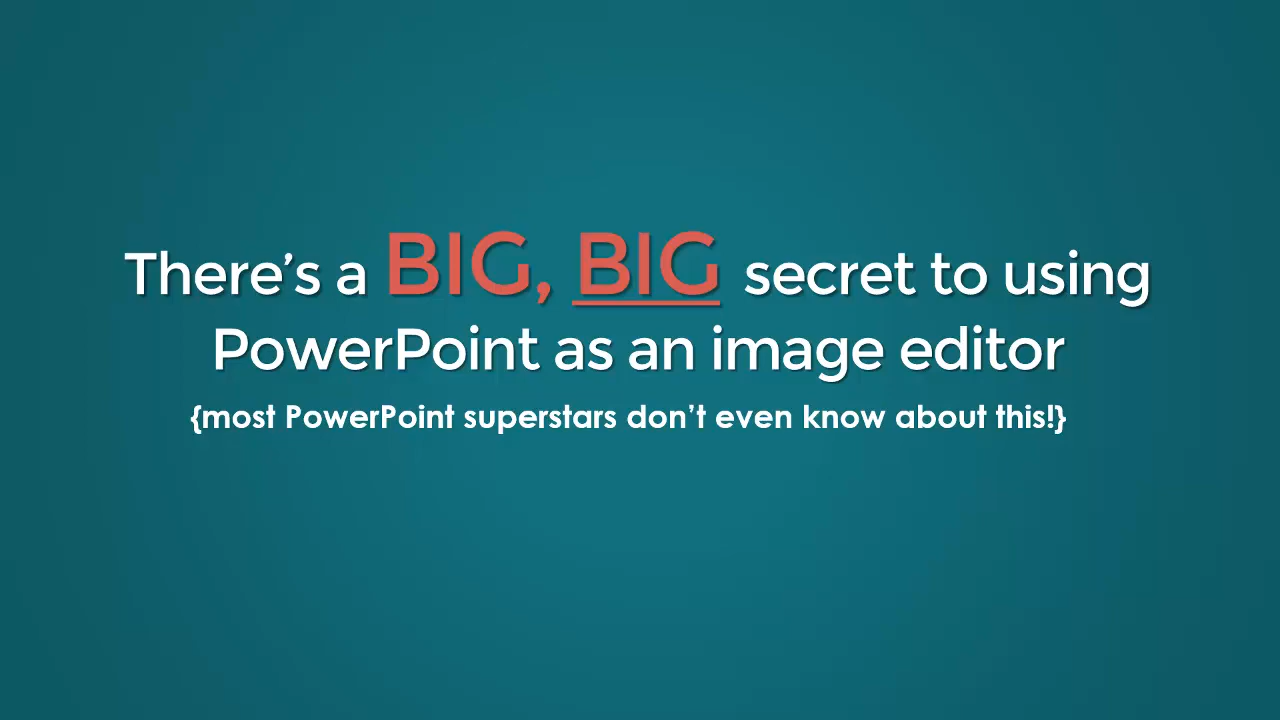 There’s a BIG, BIG secret to using
PowerPoint as an image editor
{most PowerPoint superstars don’t even know about this!}